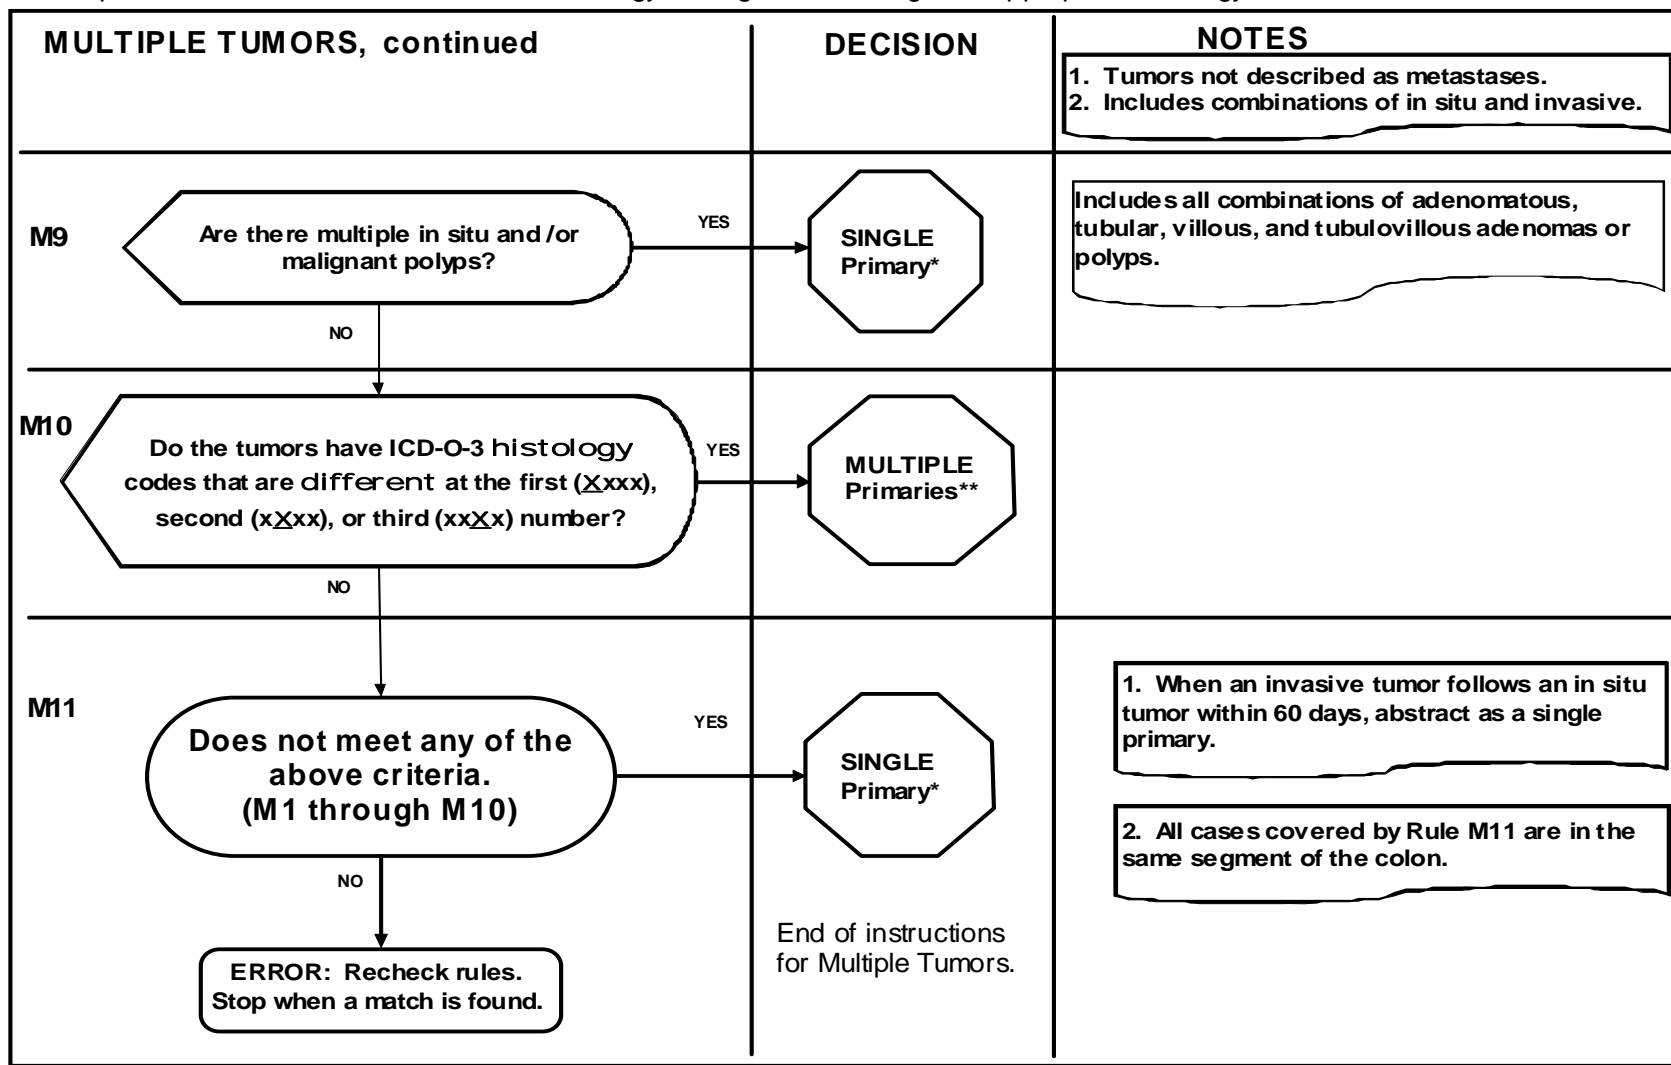 MULTIPLE TUMORS, continued
DECISION
NOTES
1. Tumors not described as metastases.
2. Includes combinations of in situ and invasive.
M9
Are there multiple in situ and /or
malignant polyps?
YES
SINGLE
Primary*
Includes all combinations of adenomatous,
tubular, villous, and tubulovillous adenomas or
polyps.
NO
M10
Do the tumors have ICD-O-3 histology
codes that are different at the first (Xxxx),
second (xXxx), or third (xxXx) number?
YES
MULTIPLE
Primaries**
NO
M11
Does not meet any of the
above criteria.
(M1 through M10)
YES
SINGLE
Primary*
1. When an invasive tumor follows an in situ
tumor within 60 days, abstract as a single
primary.
2. All cases covered by Rule M11 are in the
same segment of the colon.
NO
ERROR: Recheck rules.
Stop when a match is found.
End of instructions
for Multiple Tumors.